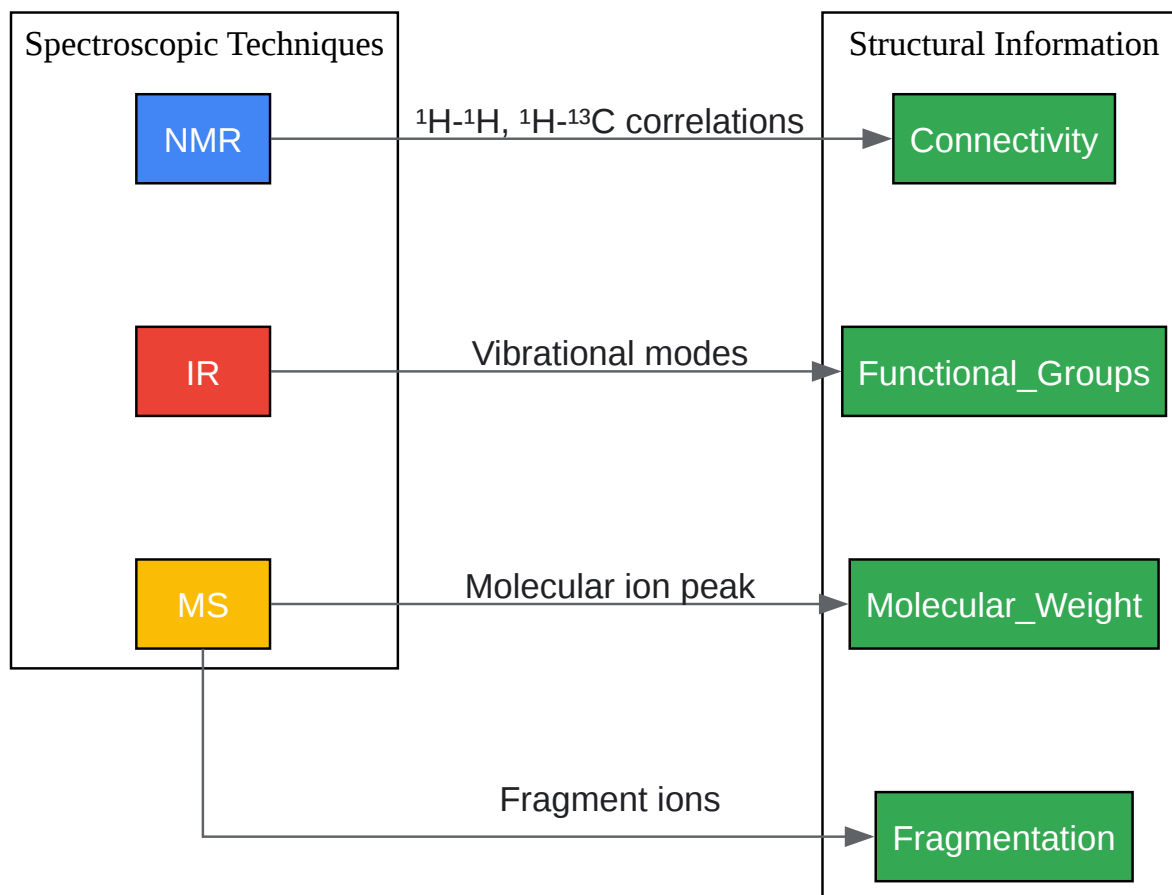 Spectroscopic Techniques
Structural Information
NMR
¹H-¹H, ¹H-¹³C correlations
Connectivity
IR
Vibrational modes
Functional_Groups
MS
Molecular ion peak
Molecular_Weight
Fragment ions
Fragmentation